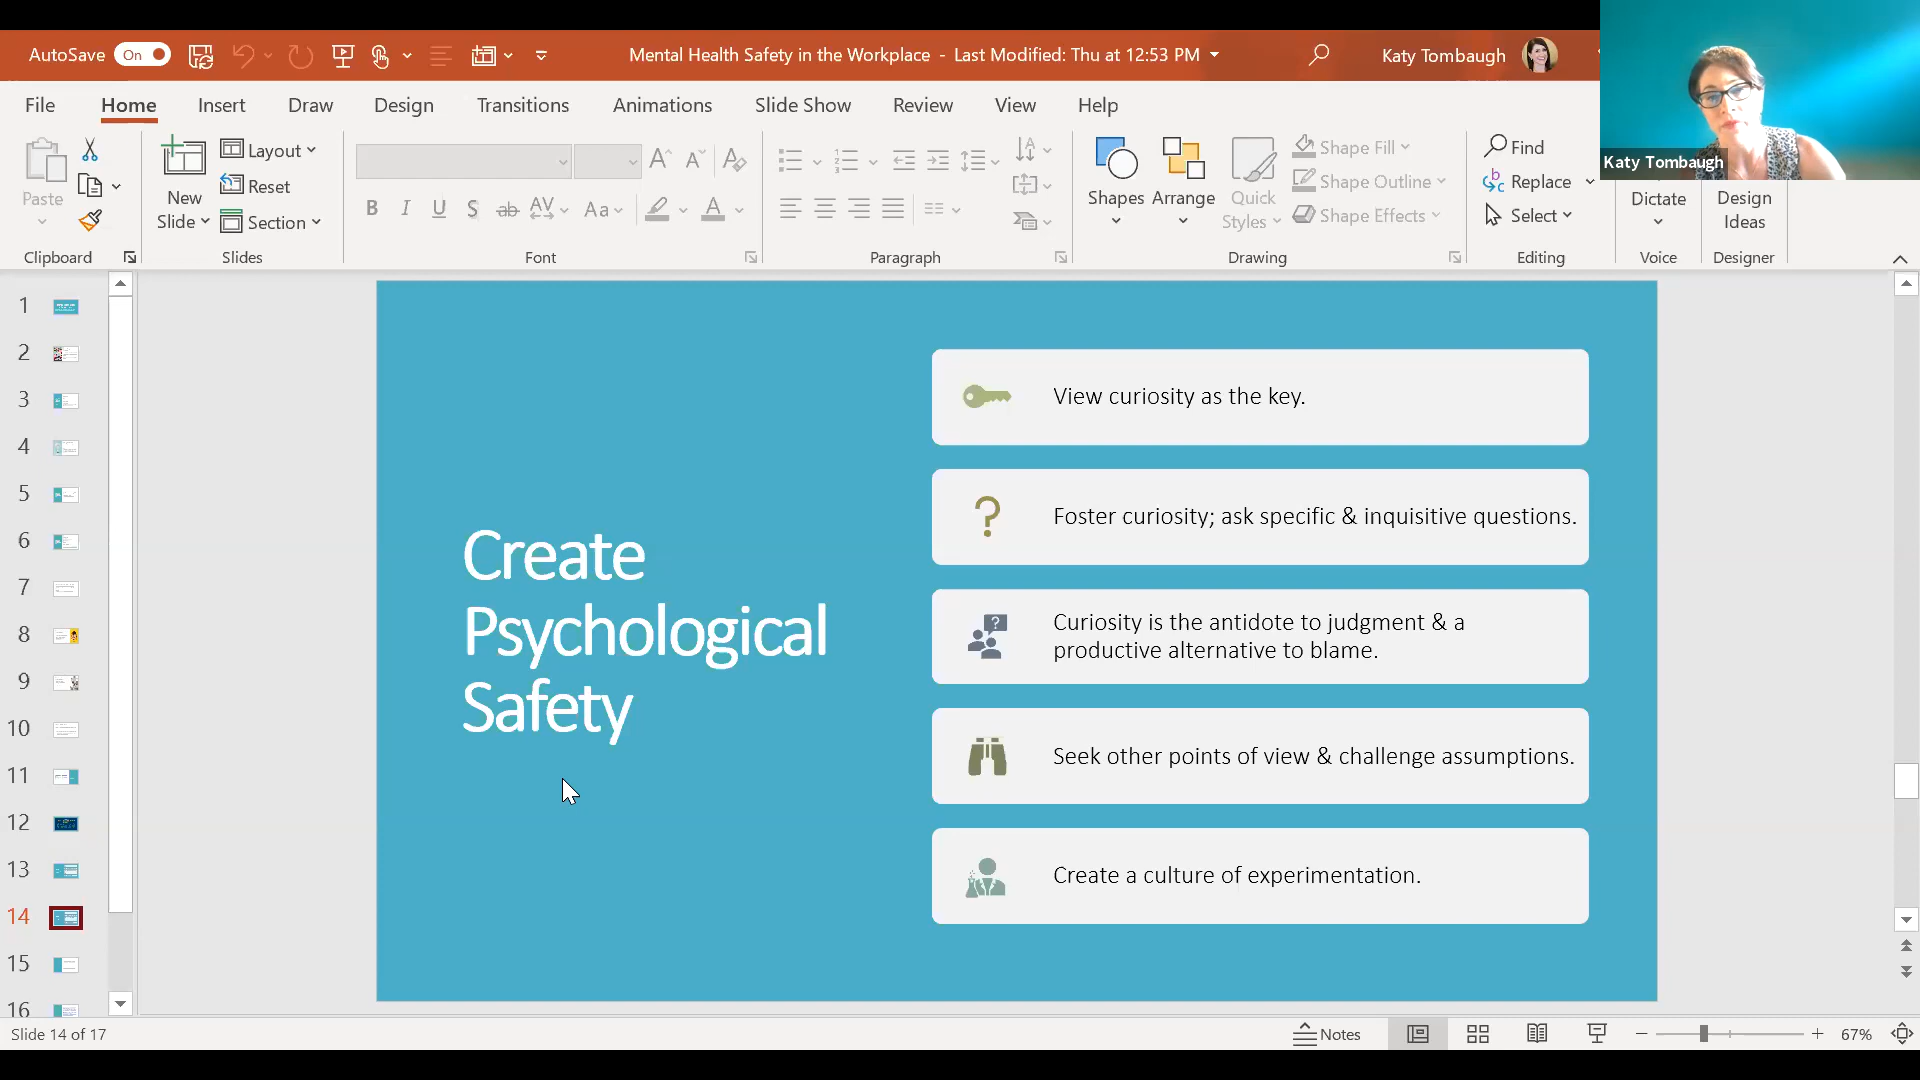 AutoSave On
Mental Health Safety in the Workplace - Last Modified: Thu at 12:53 PM
Katy Tombaugh
File Home Insert Draw Design Transitions Animations Slide Show Review View Help
Paste
Clipboard
New
Slide
Layout
Reset
Section
Slides
B I U S ab AV Aa A
Font
Paragraph
Shapes
Arrange
Quick
Styles
Shape Fill
Shape Outline
Shape Effects
Drawing
Find
Replace
Select
Editing
Dictate
Voice
Design
Ideas
Designer
Katy Tombaugh
1
2
3
4
5
6
7
8
9
10
11
12
13
14
15
16
Create
Psychological
Safety
View curiosity as the key.
Foster curiosity; ask specific & inquisitive questions.
Curiosity is the antidote to judgment & a
productive alternative to blame.
Seek other points of view & challenge assumptions.
Create a culture of experimentation.
Slide 14 of 17
Notes
67%